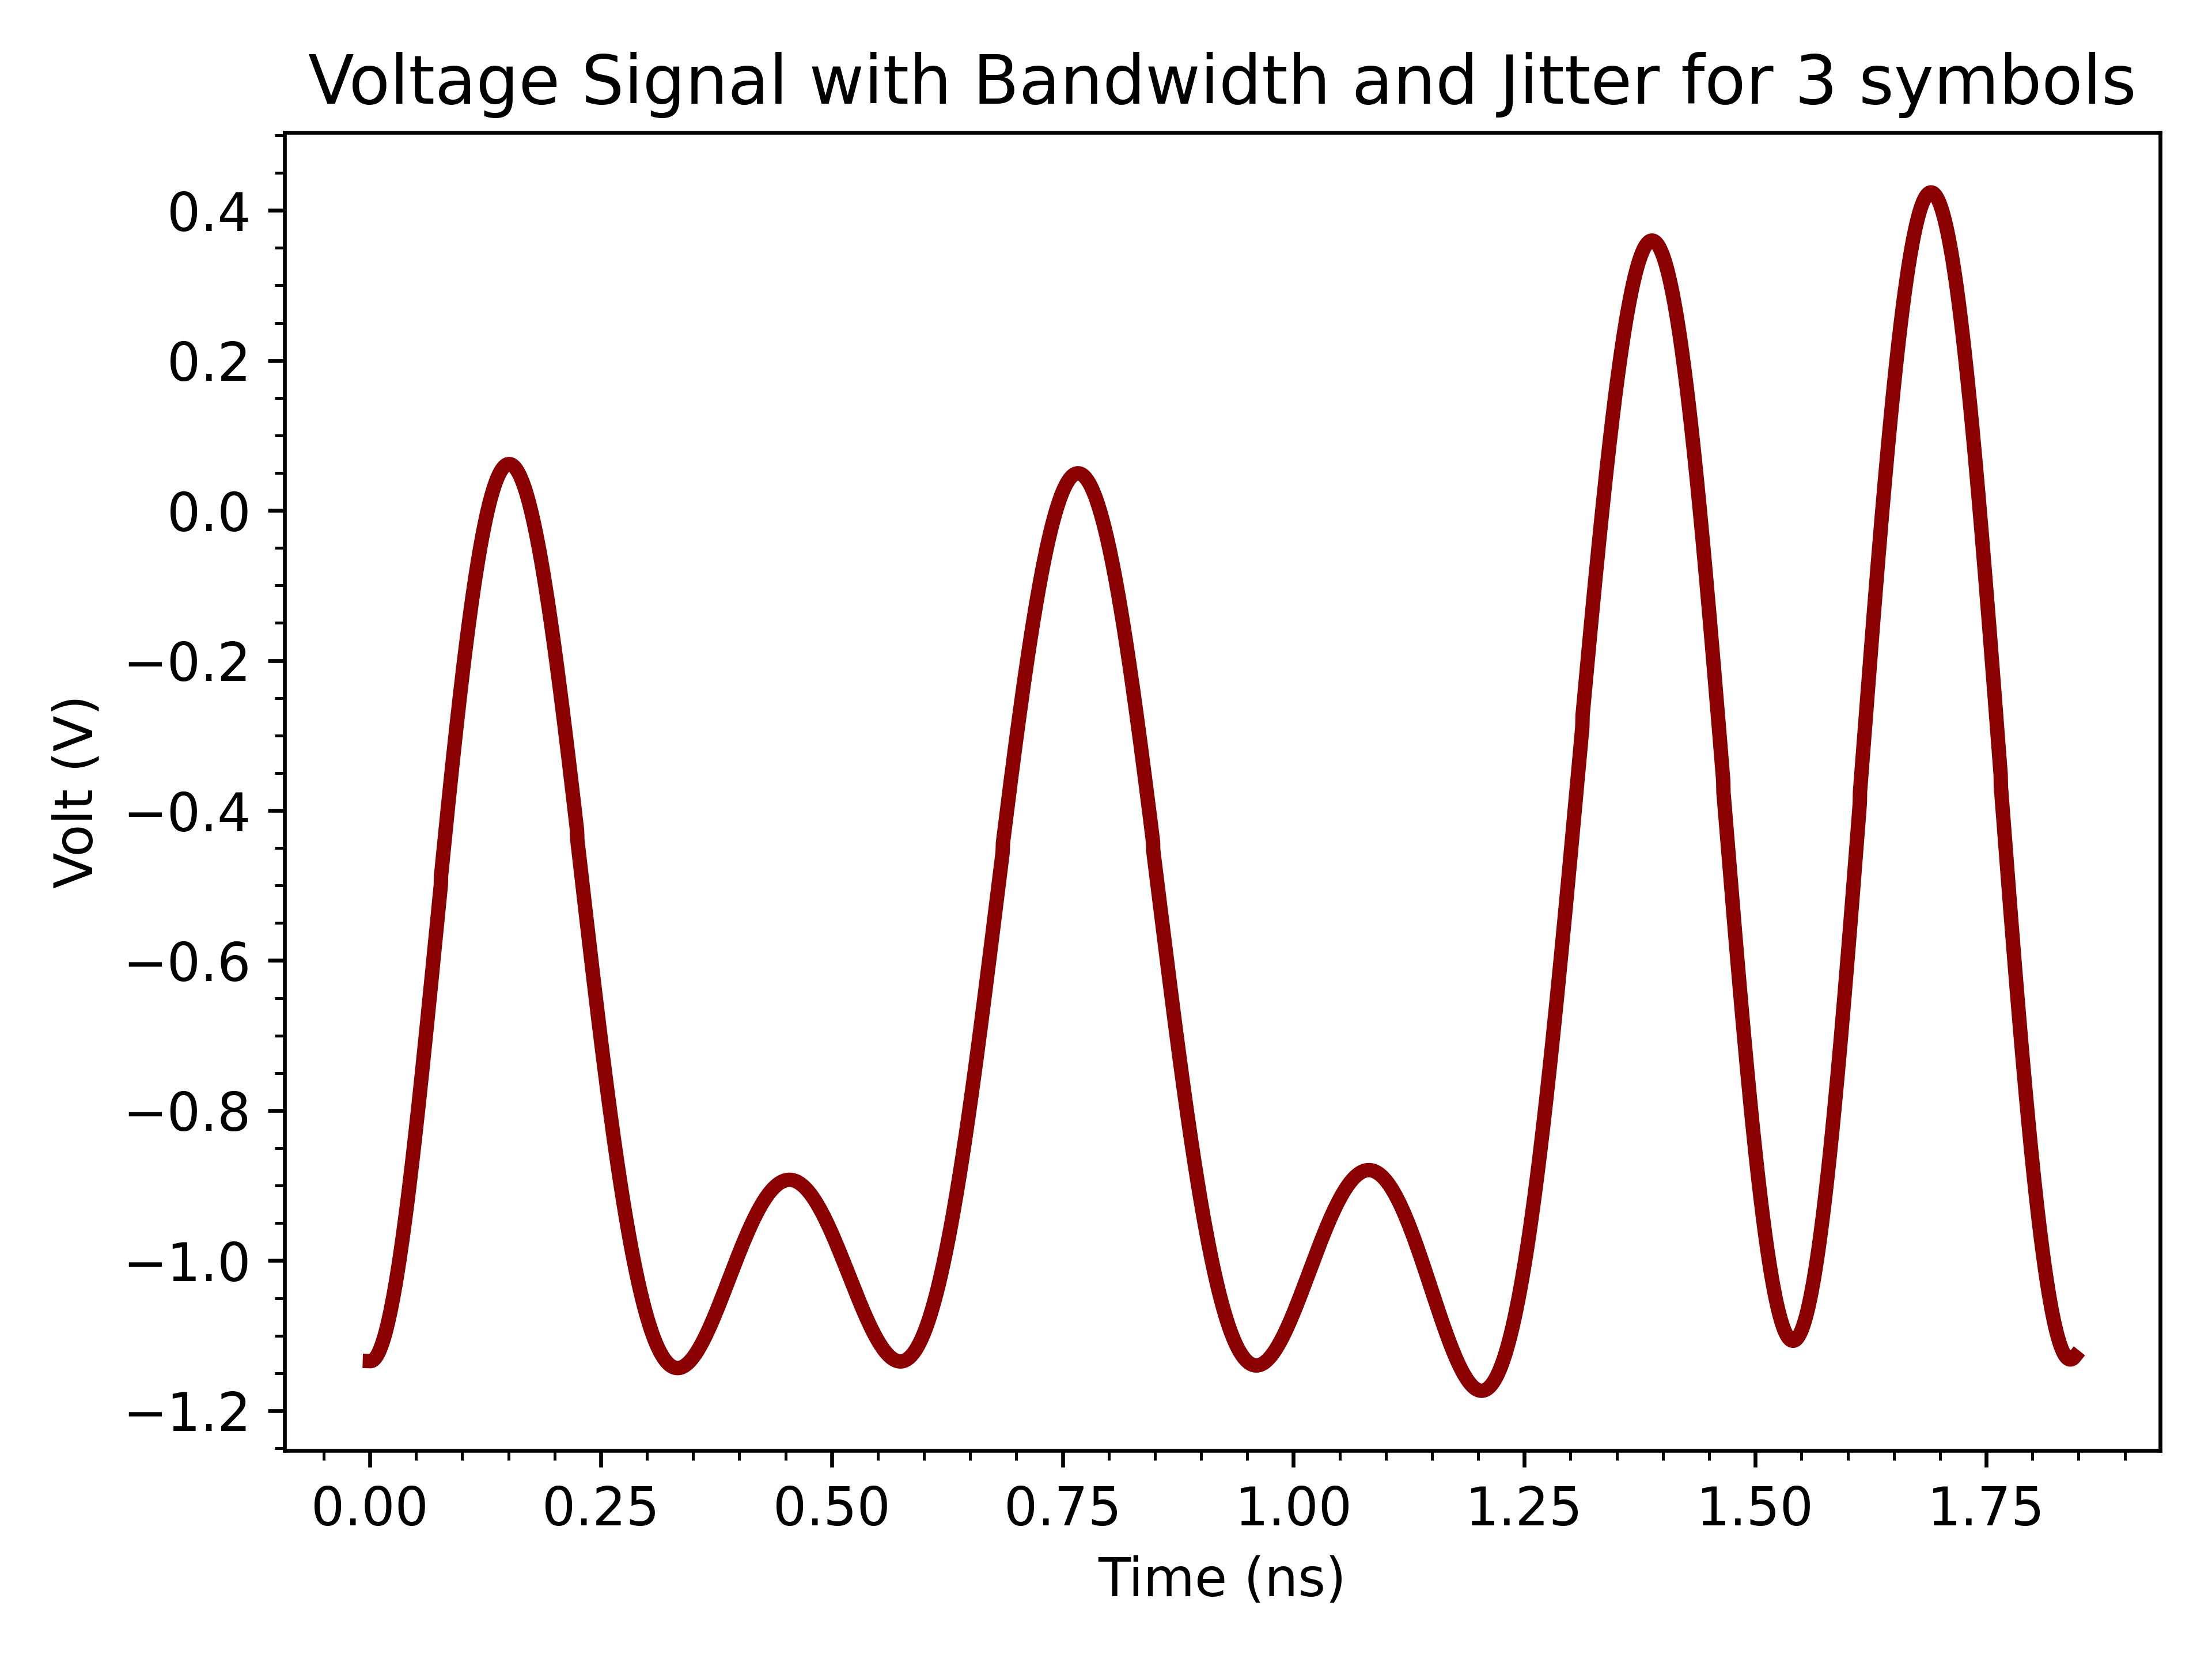 Voltage Signal with Bandwidth and Jitter for 3 symbols
Volt (V)
0.4
0.2
0.0
−0.2
−0.4
−0.6
−0.8
−1.0
−1.2
0.00 0.25 0.50 0.75 1.00 1.25 1.50 1.75
Time (ns)